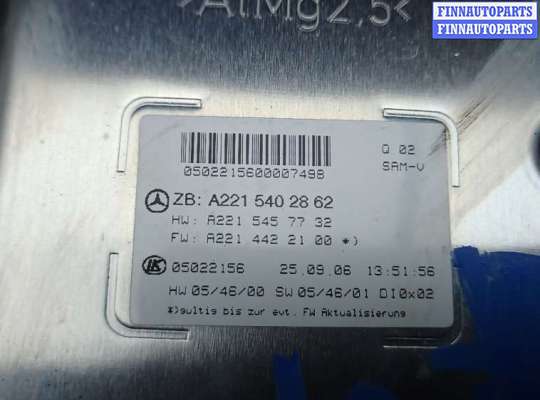 >AlMg2,5<
FINNAUTOPARTS
FINNAUTOPARTS
0502215600007498
Q 02
SAM-V
ZB: A221 540 28 62
HW: A221 545 77 32
FW: A221 442 21 00 *)
05022156 25.09.06 13:51:56
HW 05/46/00 SW 05/46/01 DI0x02
*)gultig bis zur evt. FW Aktualisierung